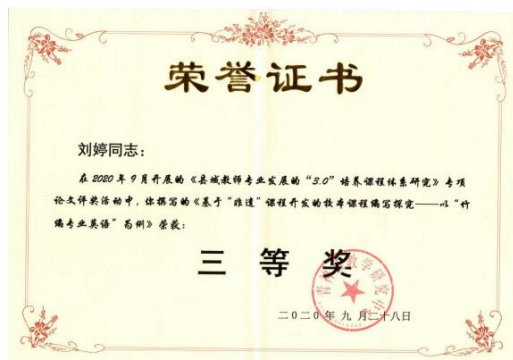 荣誉证书
刘婷同志：
在2020年9月开展的《县域教师专业发展的“3.0”培养课程体系研究》专项
论文评奖活动中，你撰写的《基于“非遗”课程开发的校本课程编写探究——以“竹
编专业英语”为例》荣获：
三等奖
二〇二〇年九月二十八日